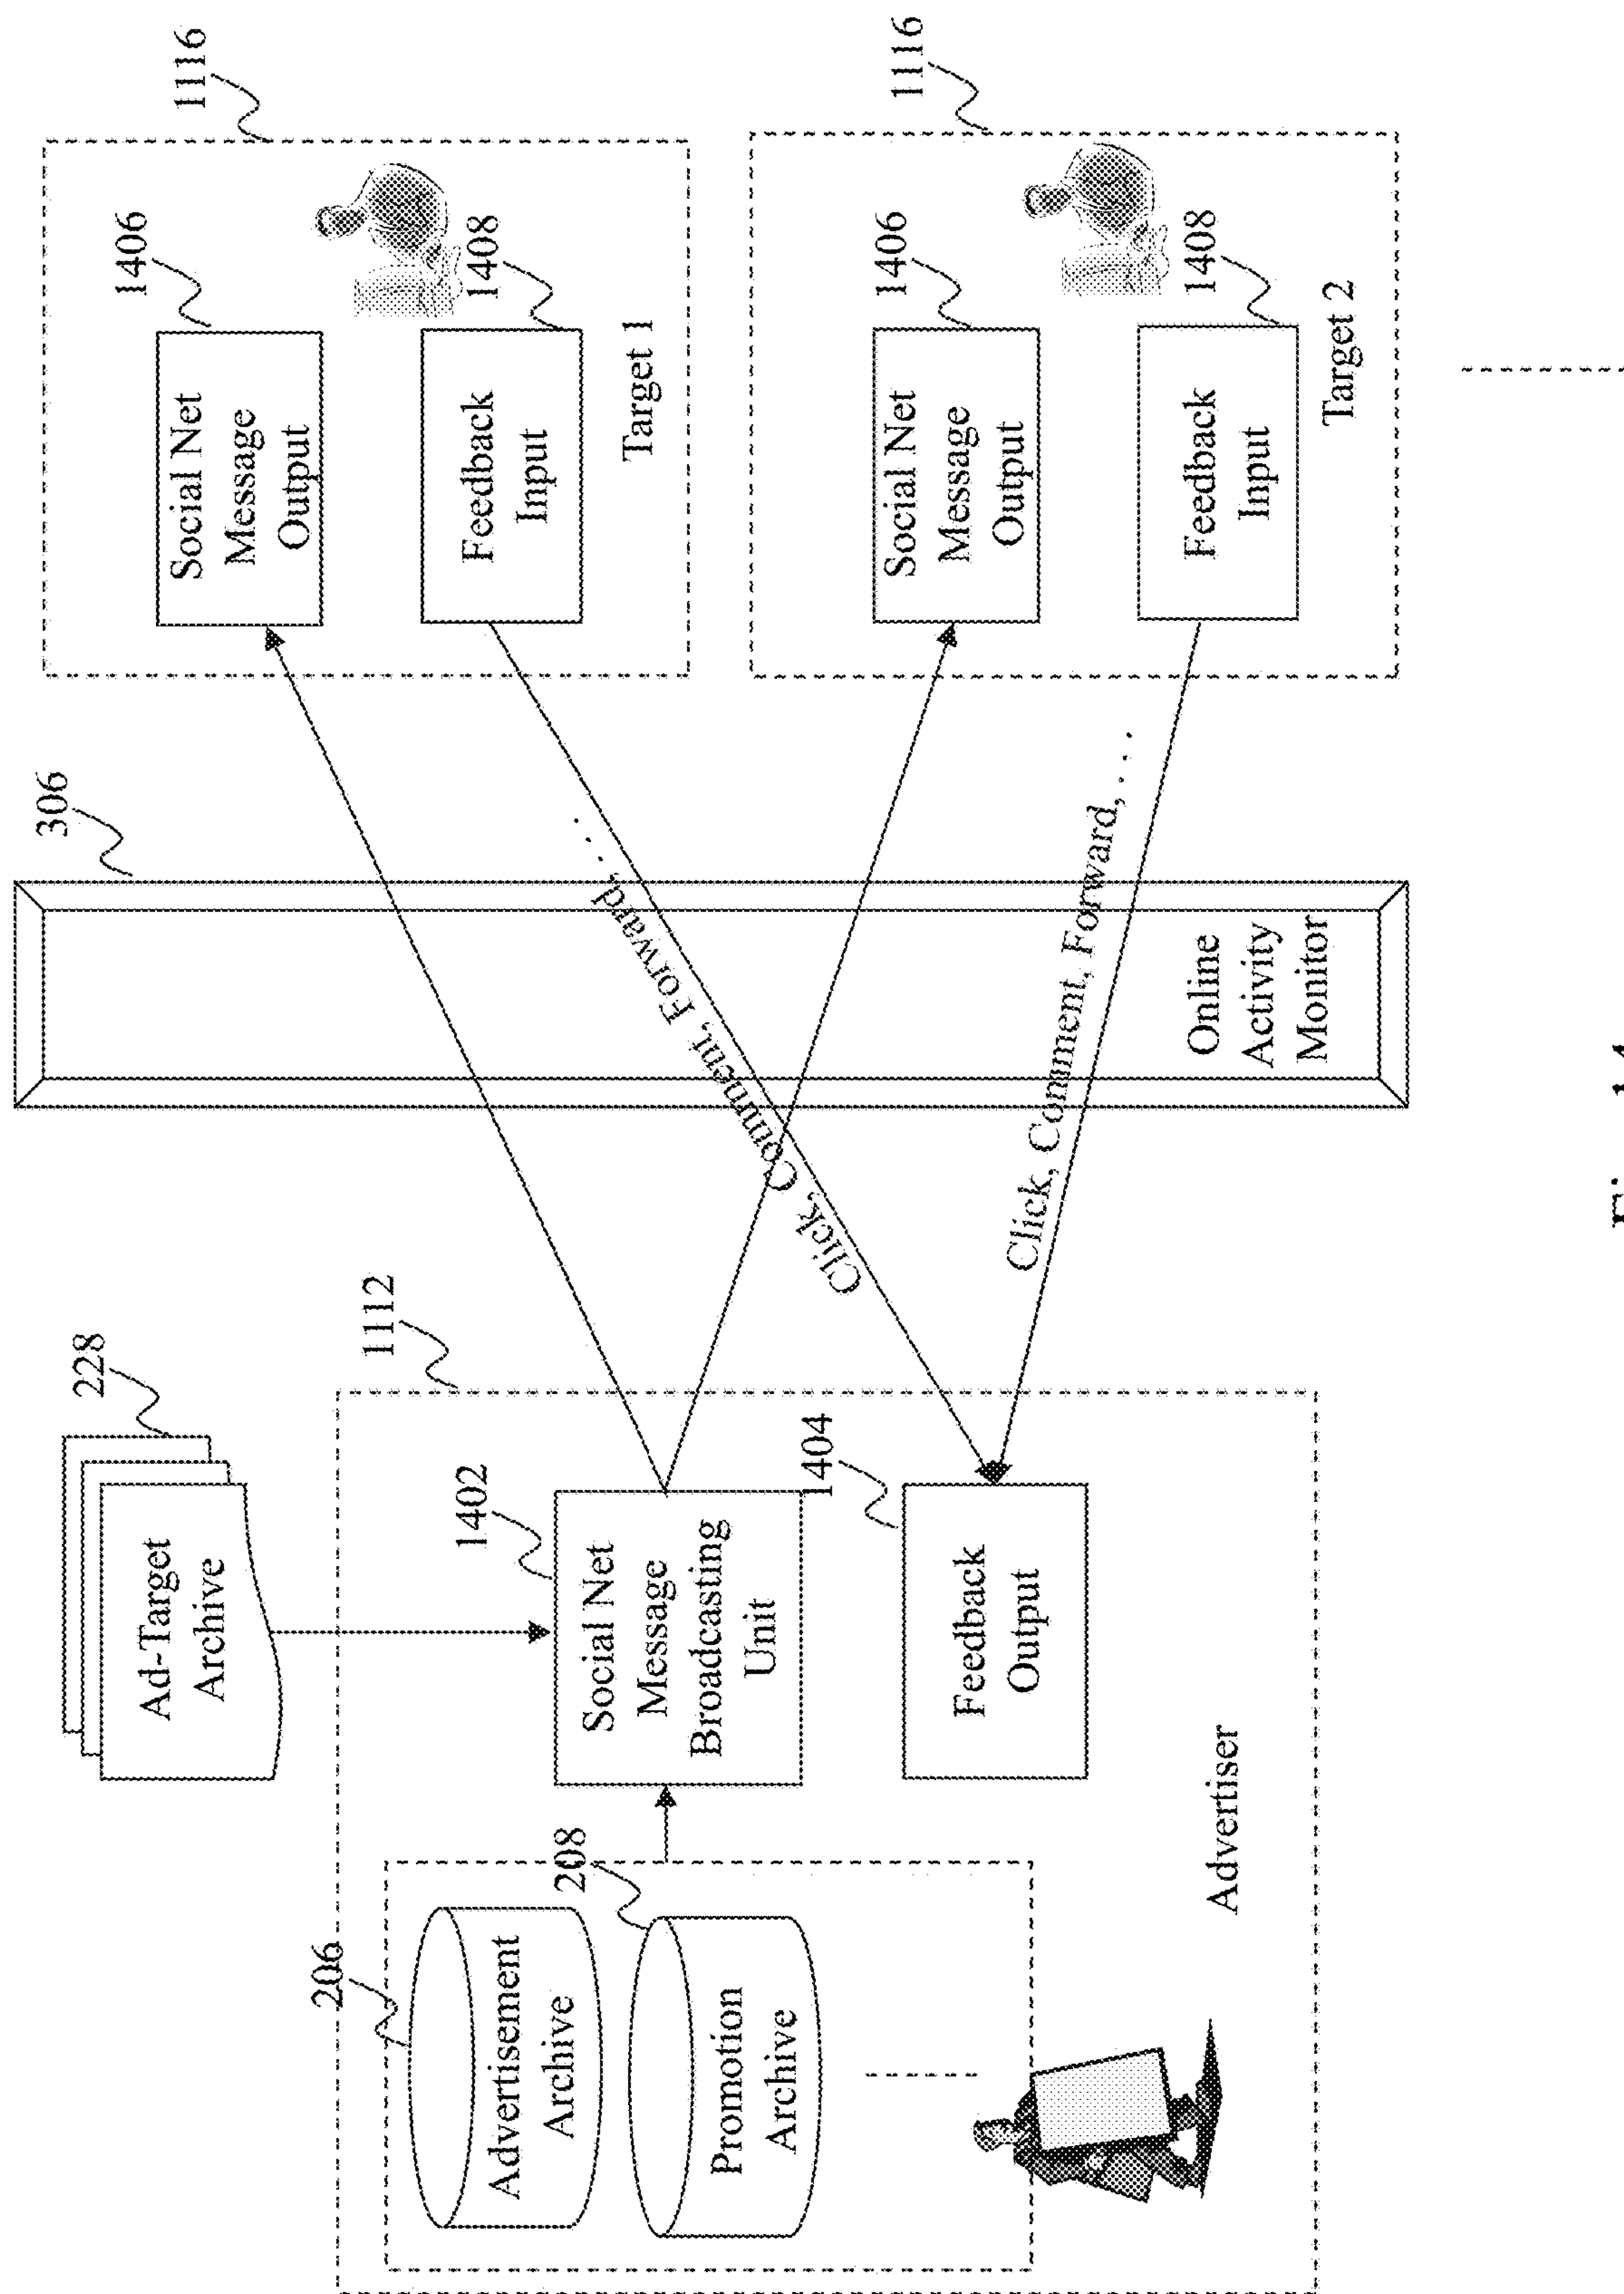 228
Ad-Target
Archive
306
1406
1116
Social Net
Message
Output
1408
Feedback
Input
Target 1
1112
206
Advertisement
Archive
208
Promotion
Archive
1402
Social Net
Message
Broadcasting
Unit
1404
Feedback
Output
Advertiser
Click, Comment, Forward, ...
Click, Comment, Forward, ...
Online
Activity
Monitor
1406
1116
Social Net
Message
Output
1408
Feedback
Input
Target 2